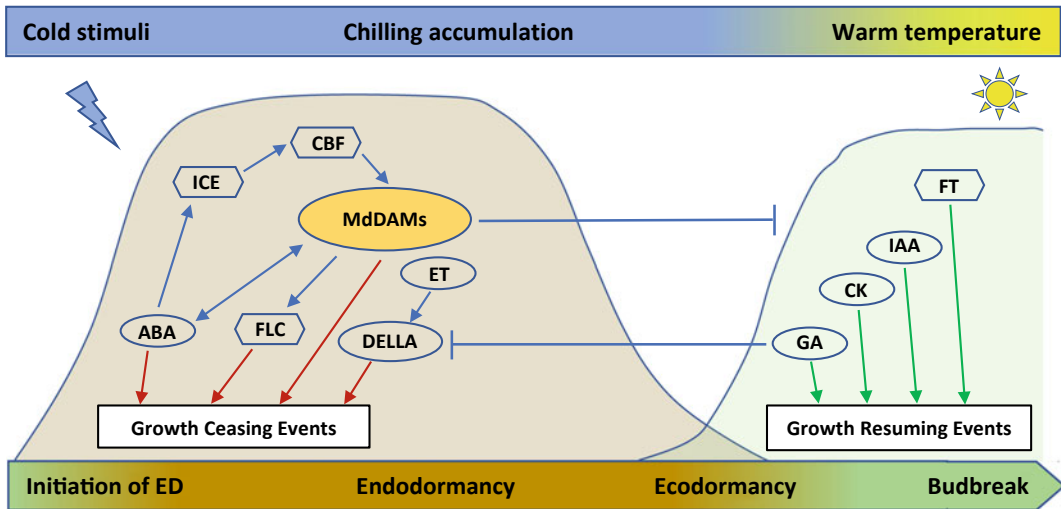 Cold stimuli
Chilling accumulation
Warm temperature
CBF
ICE
FT
MdDAMs
IAA
ET
CK
ABA
FLC
DELLA
GA
Growth Ceasing Events
Growth Resuming Events
Initiation of ED
Endodormancy
Ecodormancy
Budbreak